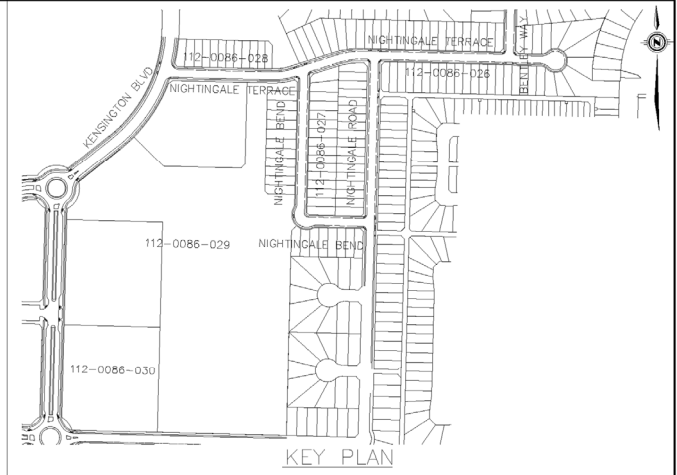 NIGHTINGALE TERRACE
BENTLEY WAY
N
112-0086-028
112-0086-026
KENSINGTON BLVD
NIGHTINGALE TERRACE
NIGHTINGALE BEND
112-0086-027
NIGHTINGALE ROAD
112-0086-029
NIGHTINGALE BEND
112-0086-030
KEY PLAN